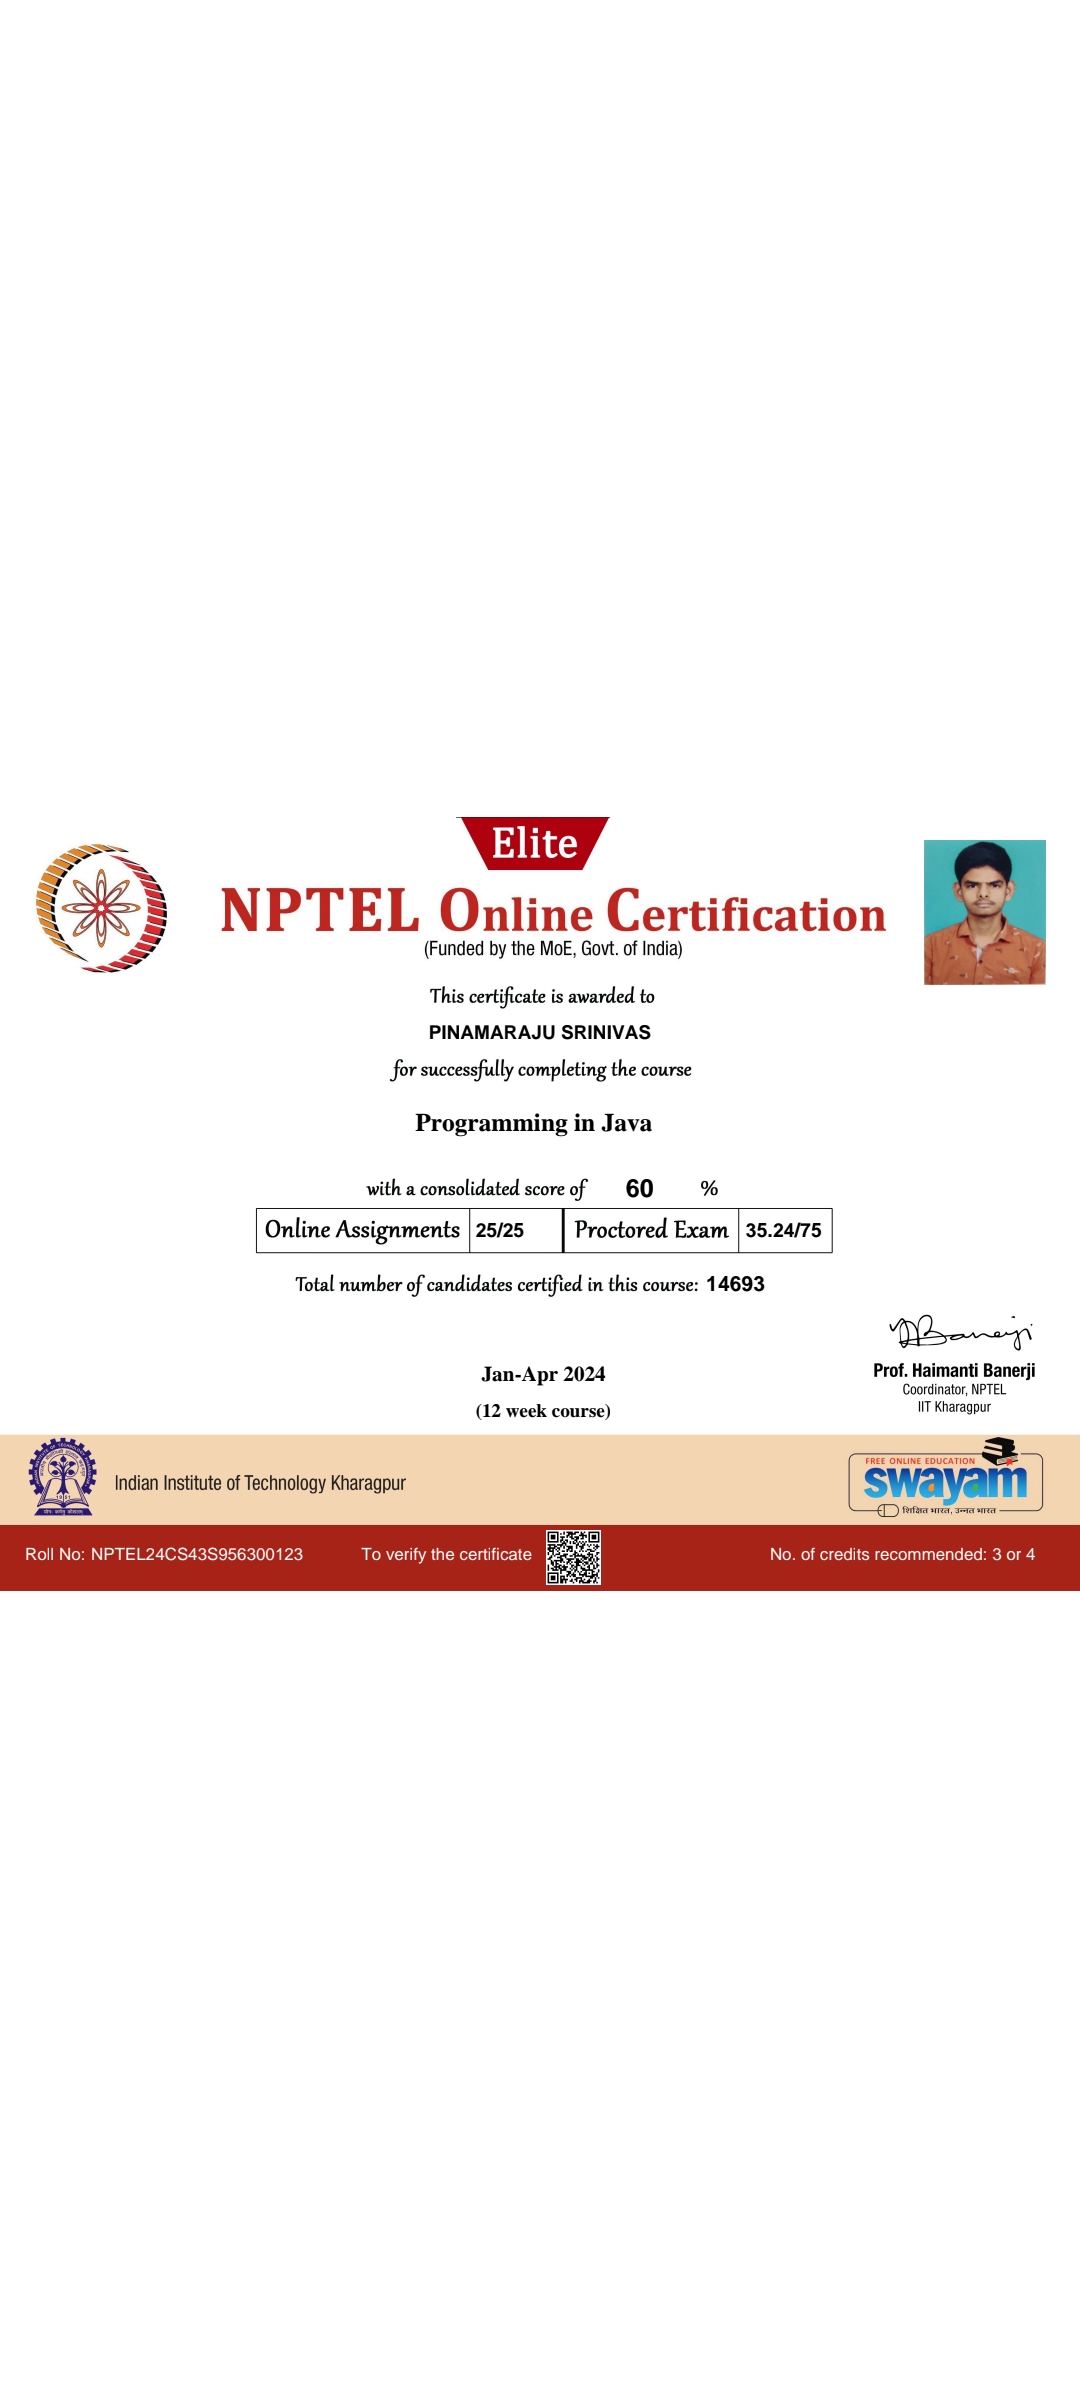 Elite
NPTEL Online Certification
(Funded by the MoE, Govt. of India)
This certificate is awarded to
PINAMARAJU SRINIVAS
for successfully completing the course
Programming in Java
with a consolidated score of 60 %
Online Assignments 25/25 Proctored Exam 35.24/75
Total number of candidates certified in this course: 14693
Prof. Haimanti Banerji
Jan-Apr 2024
Coordinator, NPTEL
(12 week course)
IIT Kharagpur
Indian Institute of Technology Kharagpur
FREE ONLINE EDUCATION
swayam
शिक्षित भारत, उन्नत भारत
Roll No: NPTEL24CS43S956300123 To verify the certificate No. of credits recommended: 3 or 4